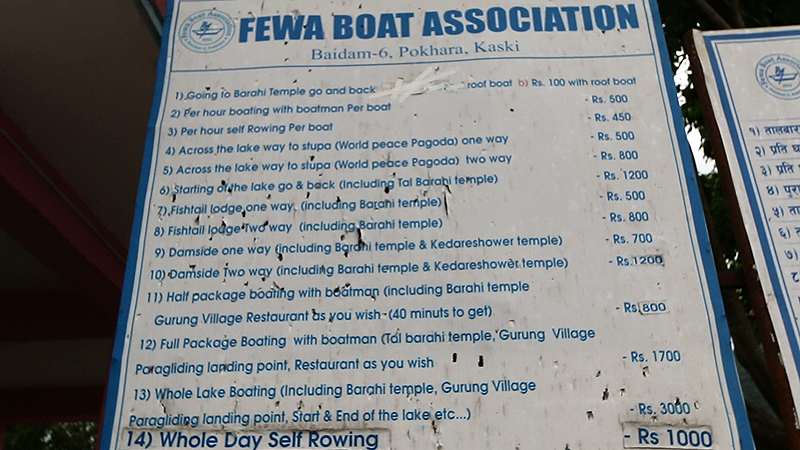 FEWA BOAT ASSOCIATION
Baidam-6, Pokhara, Kaski
1) Going to Barahi Temple go and back roof boat b) Rs. 100 with roof boat
2) Per hour boating with boatman Per boat - Rs. 500
3) Per hour self Rowing Per boat - Rs. 450
4) Across the lake way to stupa (World peace Pagoda) one way - Rs. 500
5) Across the lake way to stupa (World peace Pagoda) two way - Rs. 800
6) Starting of the lake go & back (Including Tal Barahi temple) - Rs. 1200
7) Fishtail lodge one way (including Barahi temple) - Rs. 500
8) Fishtail lodge Two way (including Barahi temple) - Rs. 800
9) Damside one way (including Barahi temple & Kedareshower temple) - Rs. 700
10) Damside Two way (including Barahi temple & Kedareshower temple) - Rs.1200
11) Half package boating with boatman (including Barahi temple
Gurung Village Restaurant as you wish-(40 minuts to get) - Rs.800
12) Full Package Boating with boatman (Tal barahi temple, Gurung Village
Paragliding landing point, Restaurant as you wish - Rs. 1700
13) Whole Lake Boating (Including Barahi temple, Gurung Village
Paragliding landing point, Start & End of the lake etc...) - Rs. 3000
14) Whole Day Self Rowing - Rs 1000
१)
२) प्रति
३) प्रति
४)
५)
६)
७)